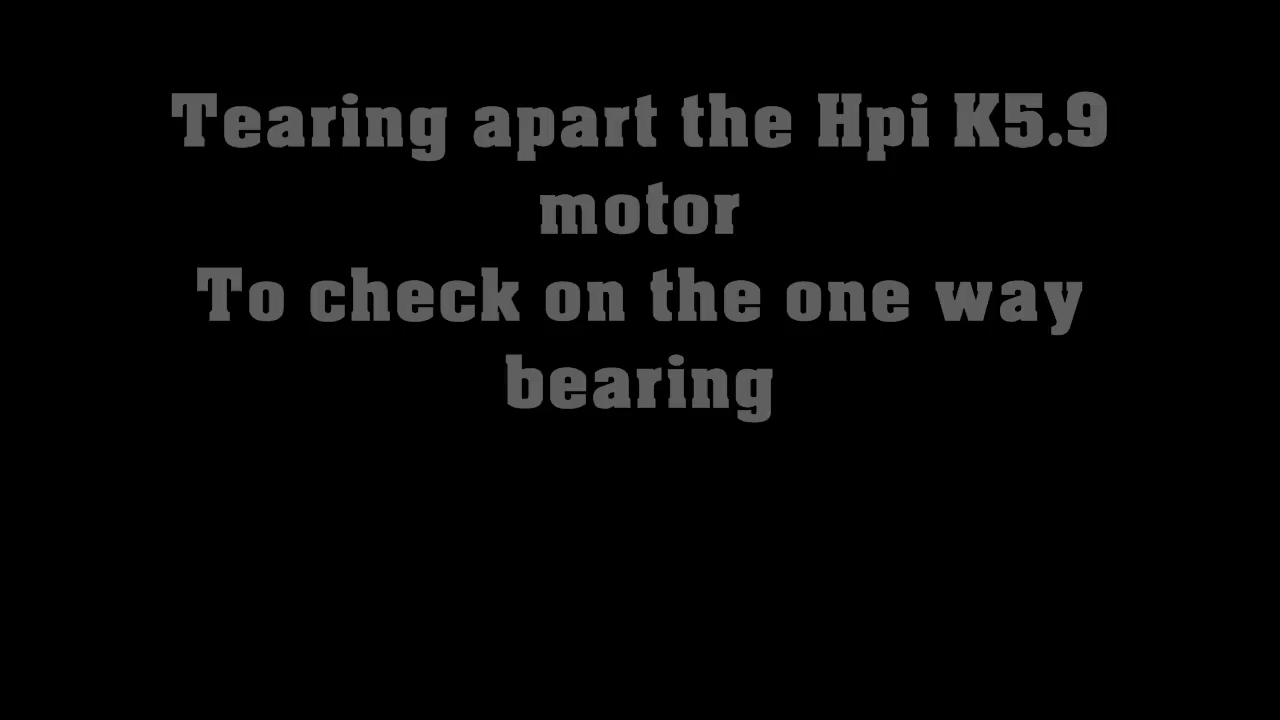 Tearing apart the Hpi K5.9
motor
To check on the one way
bearing